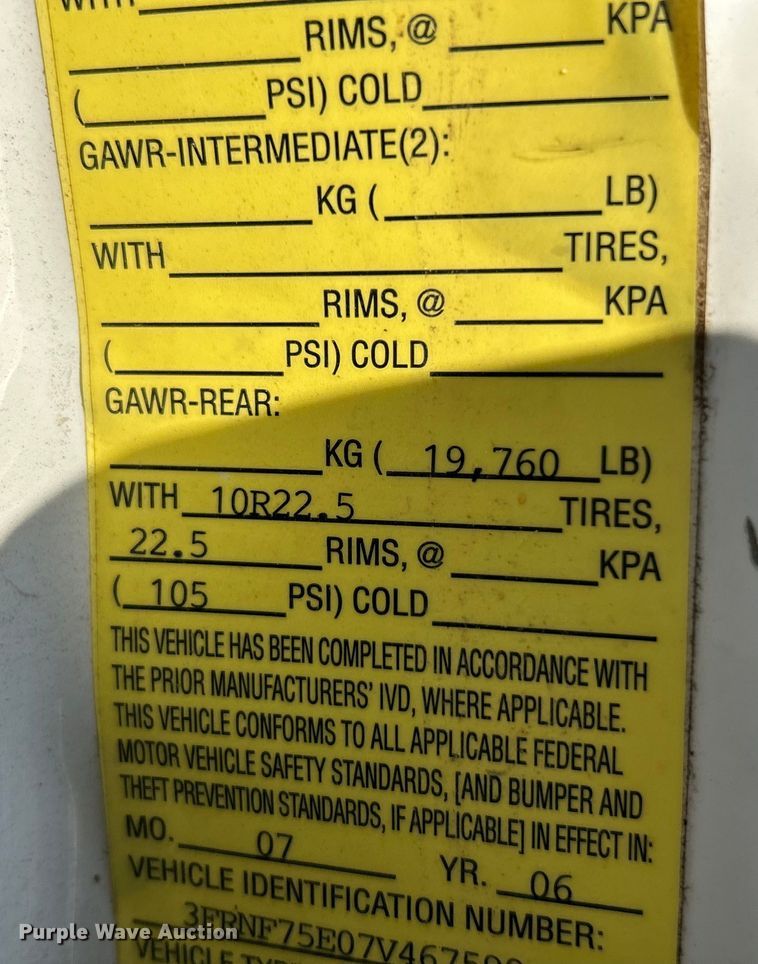 WITH
RIMS, @ KPA
( PSI) COLD
GAWR-INTERMEDIATE(2):
KG ( LB)
WITH TIRES,
RIMS, @ KPA
( PSI) COLD
GAWR-REAR:
KG ( 19,760 LB)
WITH 10R22.5 TIRES,
22.5 RIMS, @ KPA
( 105 PSI) COLD
THIS VEHICLE HAS BEEN COMPLETED IN ACCORDANCE WITH
THE PRIOR MANUFACTURERS' IVD, WHERE APPLICABLE.
THIS VEHICLE CONFORMS TO ALL APPLICABLE FEDERAL
MOTOR VEHICLE SAFETY STANDARDS, [AND BUMPER AND
THEFT PREVENTION STANDARDS, IF APPLICABLE] IN EFFECT IN:
MO. 07 YR. 06
VEHICLE IDENTIFICATION NUMBER:
Purple Wave Auction
VEHICLE